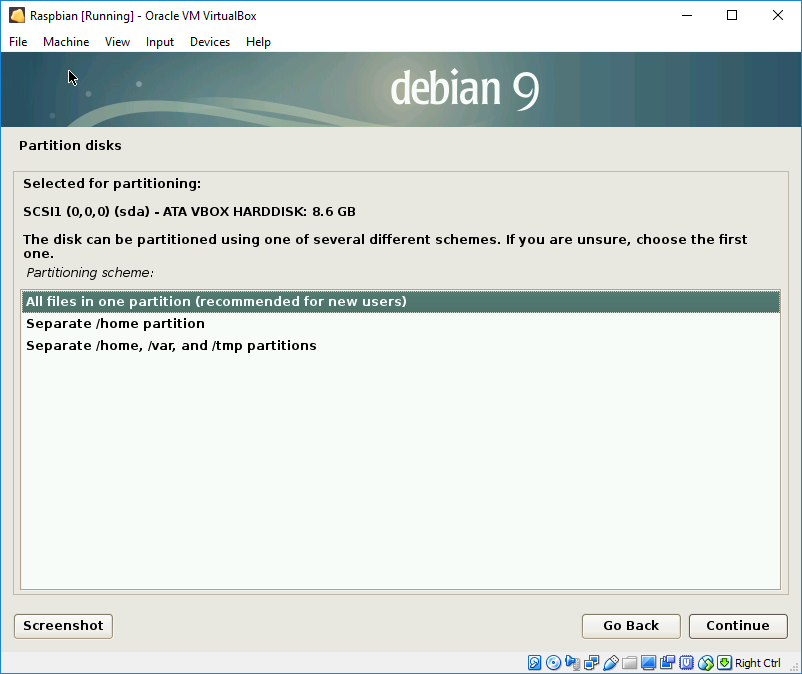 Raspbian [Running] - Oracle VM VirtualBox
File Machine View Input Devices Help
debian 9
Partition disks
Selected for partitioning:
SCSI1 (0,0,0) (sda) - ATA VBOX HARDDISK: 8.6 GB
The disk can be partitioned using one of several different schemes. If you are unsure, choose the first
one.
Partitioning scheme:
All files in one partition (recommended for new users)
Separate /home partition
Separate /home, /var, and /tmp partitions
Screenshot Go Back Continue
Right Ctrl